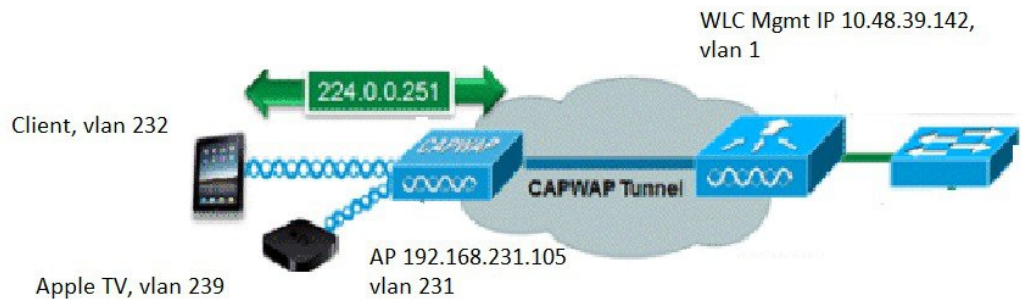 WLC Mgmt IP 10.48.39.142,
vlan 1
224.0.0.251
Client, vlan 232
CAPWAP
CAPWAP Tunnel
AP 192.168.231.105
vlan 231
Apple TV, vlan 239